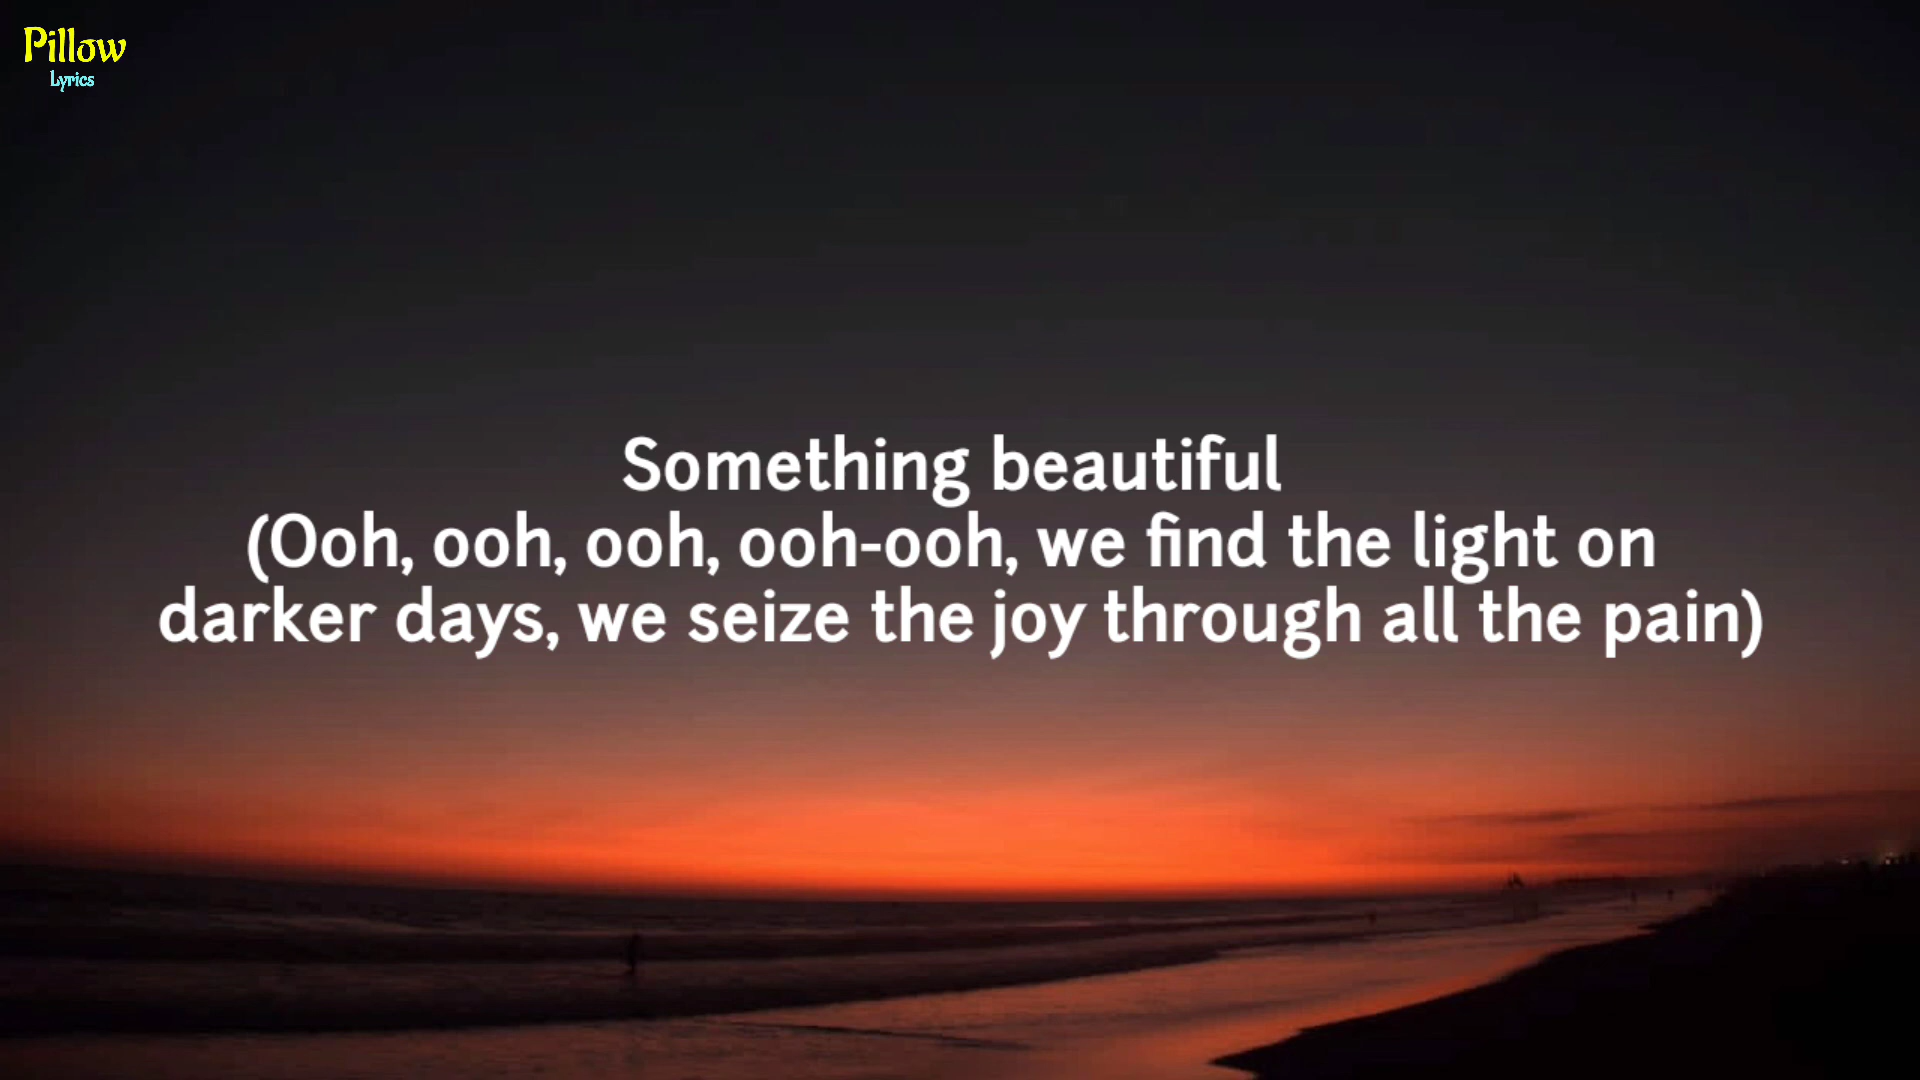 Pillow
Lyrics
Something beautiful
(Ooh, ooh, ooh, ooh-ooh, we find the light on
darker days, we seize the joy through all the pain)